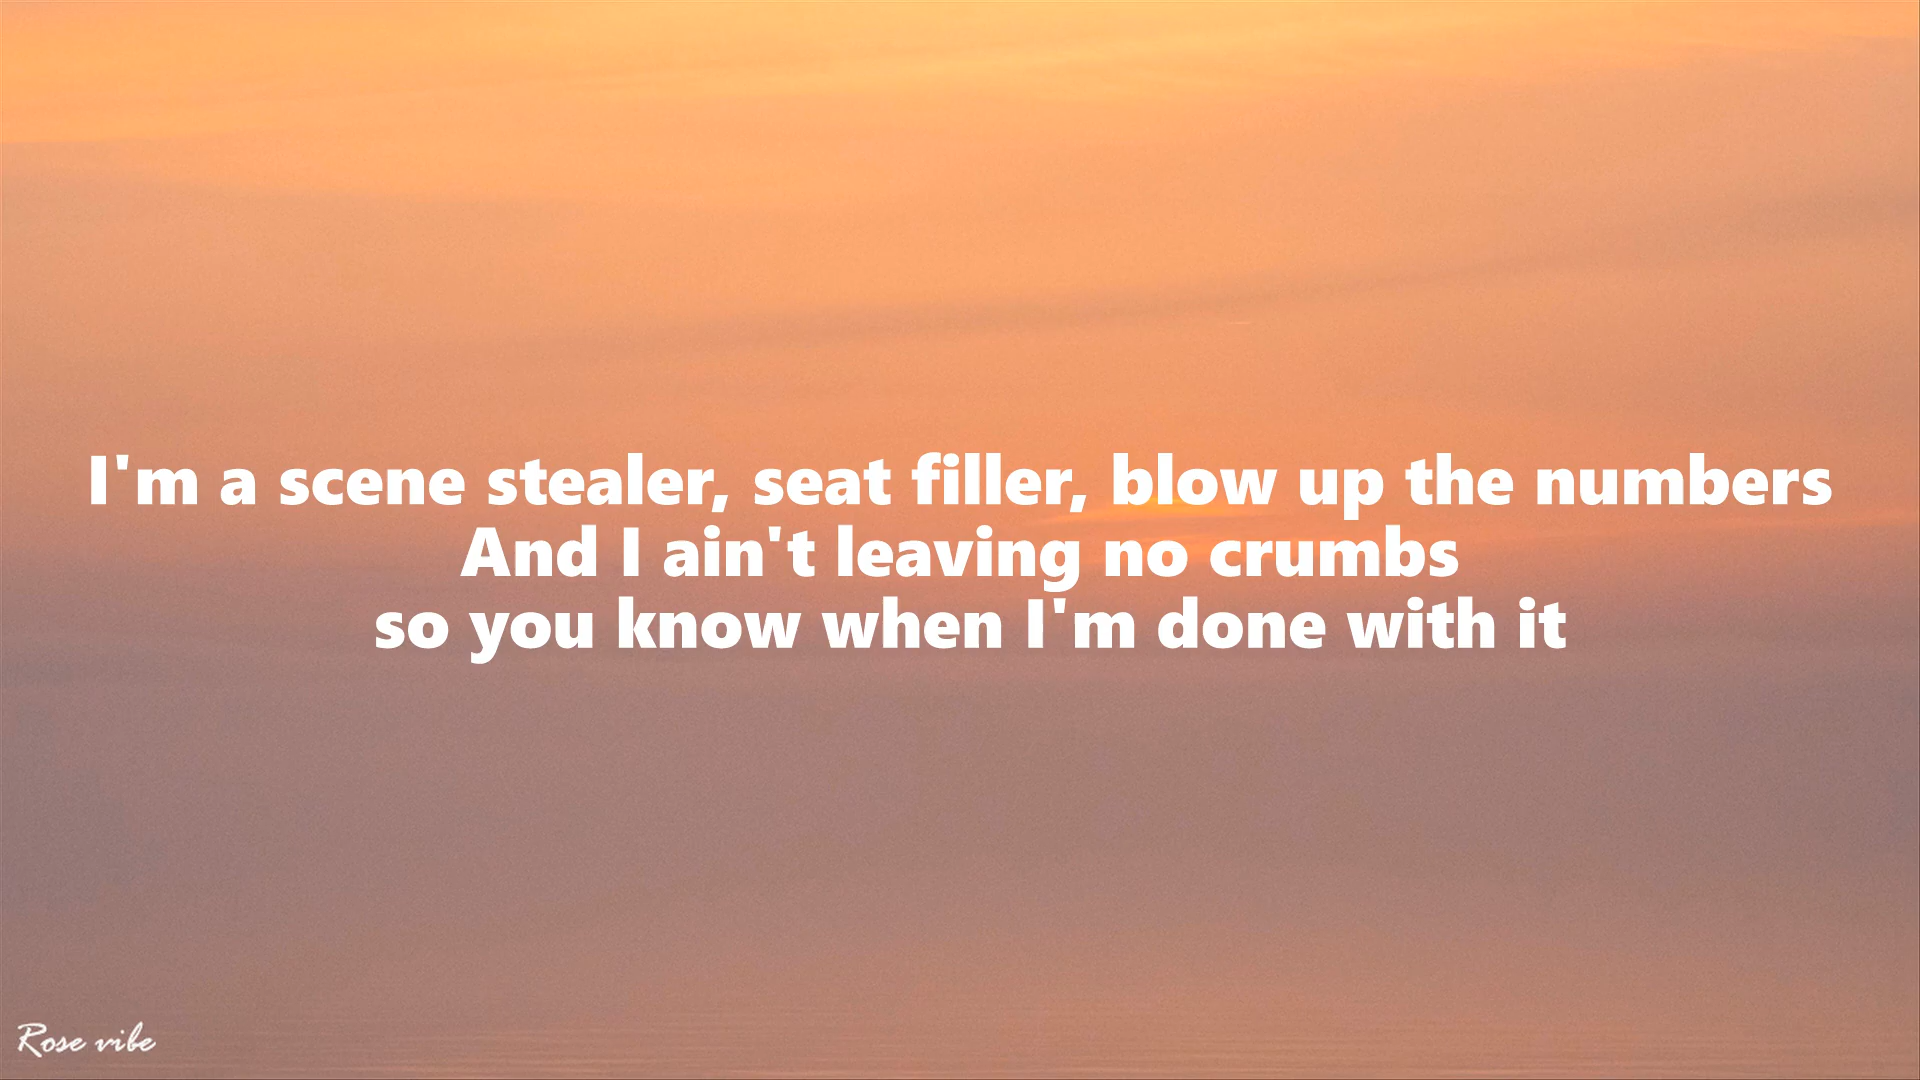 I'm a scene stealer, seat filler, blow up the numbers
And I ain't leaving no crumbs
so you know when I'm done with it
Rose vibe